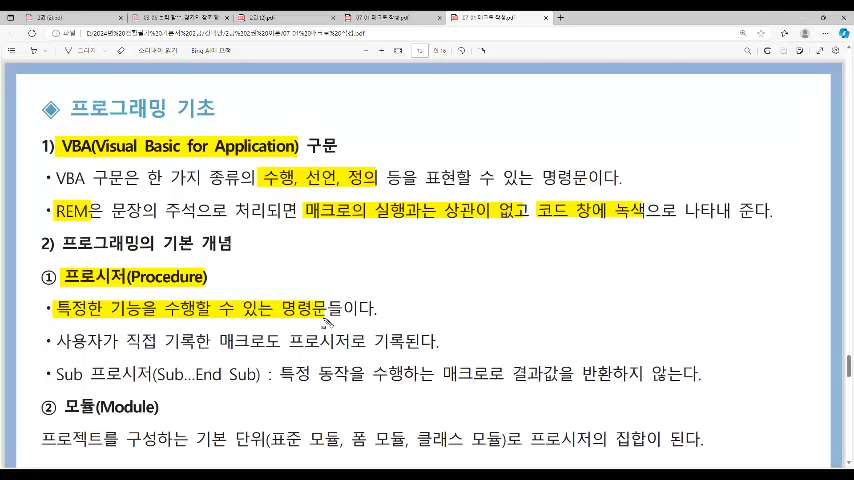 ◈ 프로그래밍 기초
1) VBA(Visual Basic for Application) 구문
• VBA 구문은 한 가지 종류의 수행, 선언, 정의 등을 표현할 수 있는 명령문이다.
• REM은 문장의 주석으로 처리되면 매크로의 실행과는 상관이 없고 코드 창에 녹색으로 나타내 준다.
2) 프로그래밍의 기본 개념
① 프로시저(Procedure)
• 특정한 기능을 수행할 수 있는 명령문들이다.
• 사용자가 직접 기록한 매크로도 프로시저로 기록된다.
• Sub 프로시저(Sub...End Sub) : 특정 동작을 수행하는 매크로로 결과값을 반환하지 않는다.
② 모듈(Module)
프로젝트를 구성하는 기본 단위(표준 모듈, 폼 모듈, 클래스 모듈)로 프로시저의 집합이 된다.